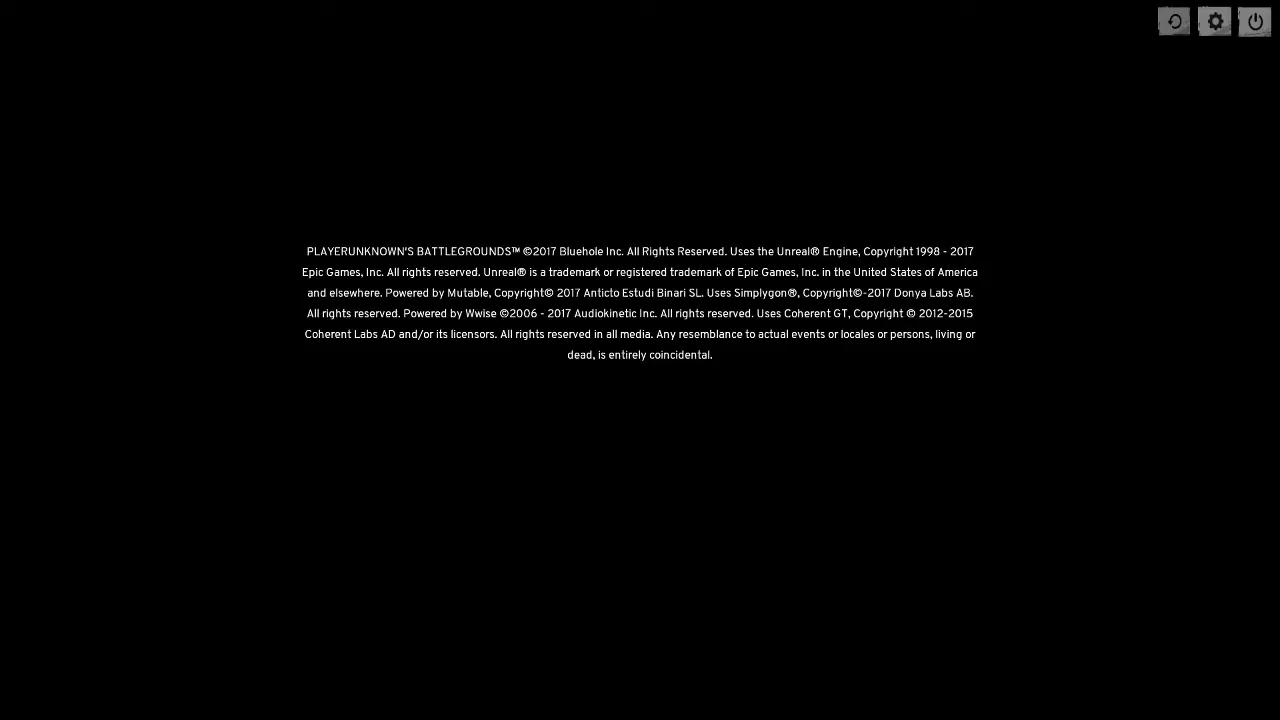 PLAYERUNKNOWN'S BATTLEGROUNDS™ ©2017 Bluehole Inc. All Rights Reserved. Uses the Unreal® Engine, Copyright 1998 - 2017
Epic Games, Inc. All rights reserved. Unreal® is a trademark or registered trademark of Epic Games, Inc. in the United States of America
and elsewhere. Powered by Mutable, Copyright© 2017 Anticto Estudi Binari SL. Uses Simplygon®, Copyright©-2017 Donya Labs AB.
All rights reserved. Powered by Wwise ©2006 - 2017 Audiokinetic Inc. All rights reserved. Uses Coherent GT, Copyright © 2012-2015
Coherent Labs AD and/or its licensors. All rights reserved in all media. Any resemblance to actual events or locales or persons, living or
dead, is entirely coincidental.